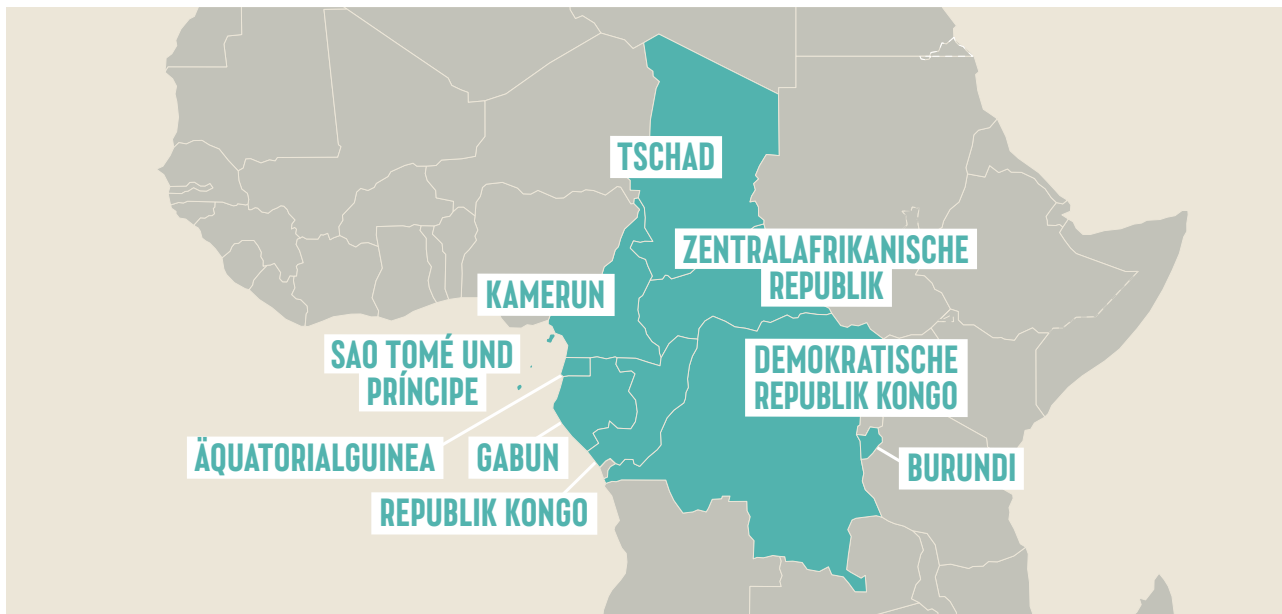 TSCHAD
ZENTRALAFRIKANISCHE
REPUBLIK
KAMERUN
SAO TOMÉ UND
PRÍNCIPE
DEMOKRATISCHE
REPUBLIK KONGO
ÄQUATORIALGUINEA
GABUN
BURUNDI
REPUBLIK KONGO